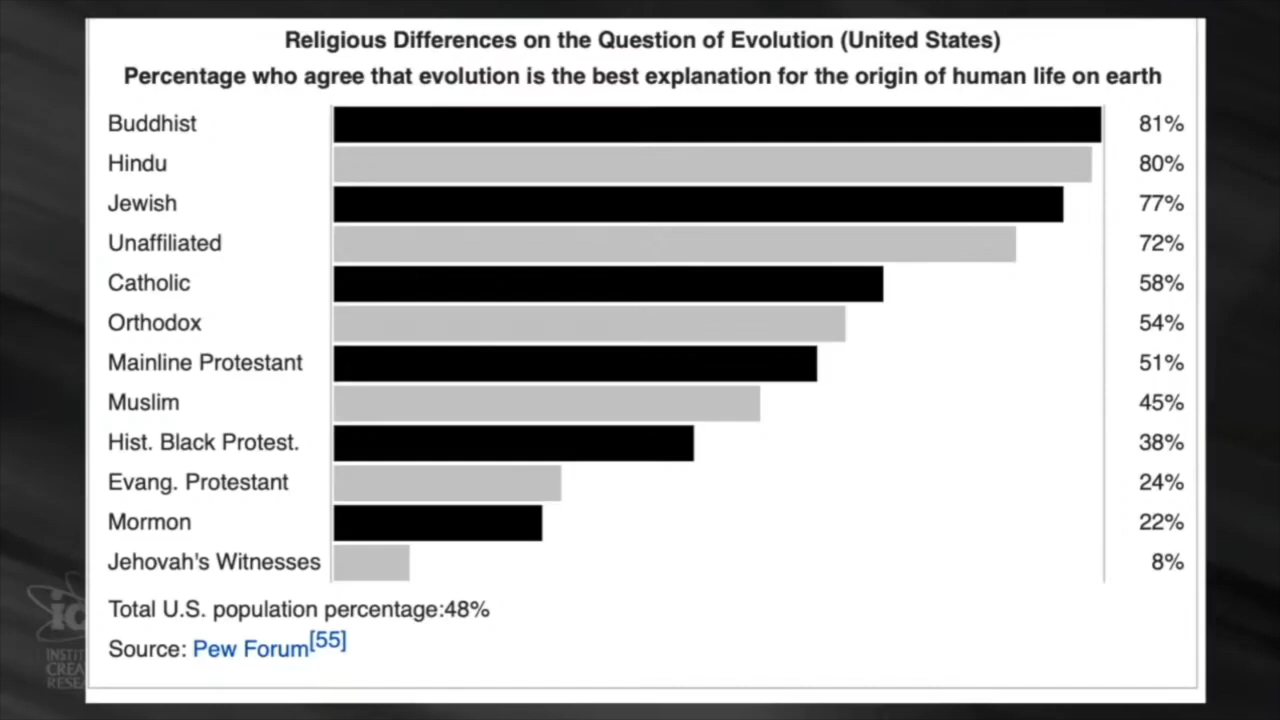 Religious Differences on the Question of Evolution (United States)
Percentage who agree that evolution is the best explanation for the origin of human life on earth
Buddhist 81%
Hindu 80%
Jewish 77%
Unaffiliated 72%
Catholic 58%
Orthodox 54%
Mainline Protestant 51%
Muslim 45%
Hist. Black Protest. 38%
Evang. Protestant 24%
Mormon 22%
Jehovah's Witnesses 8%
Total U.S. population percentage:48%
Source: Pew Forum[55]